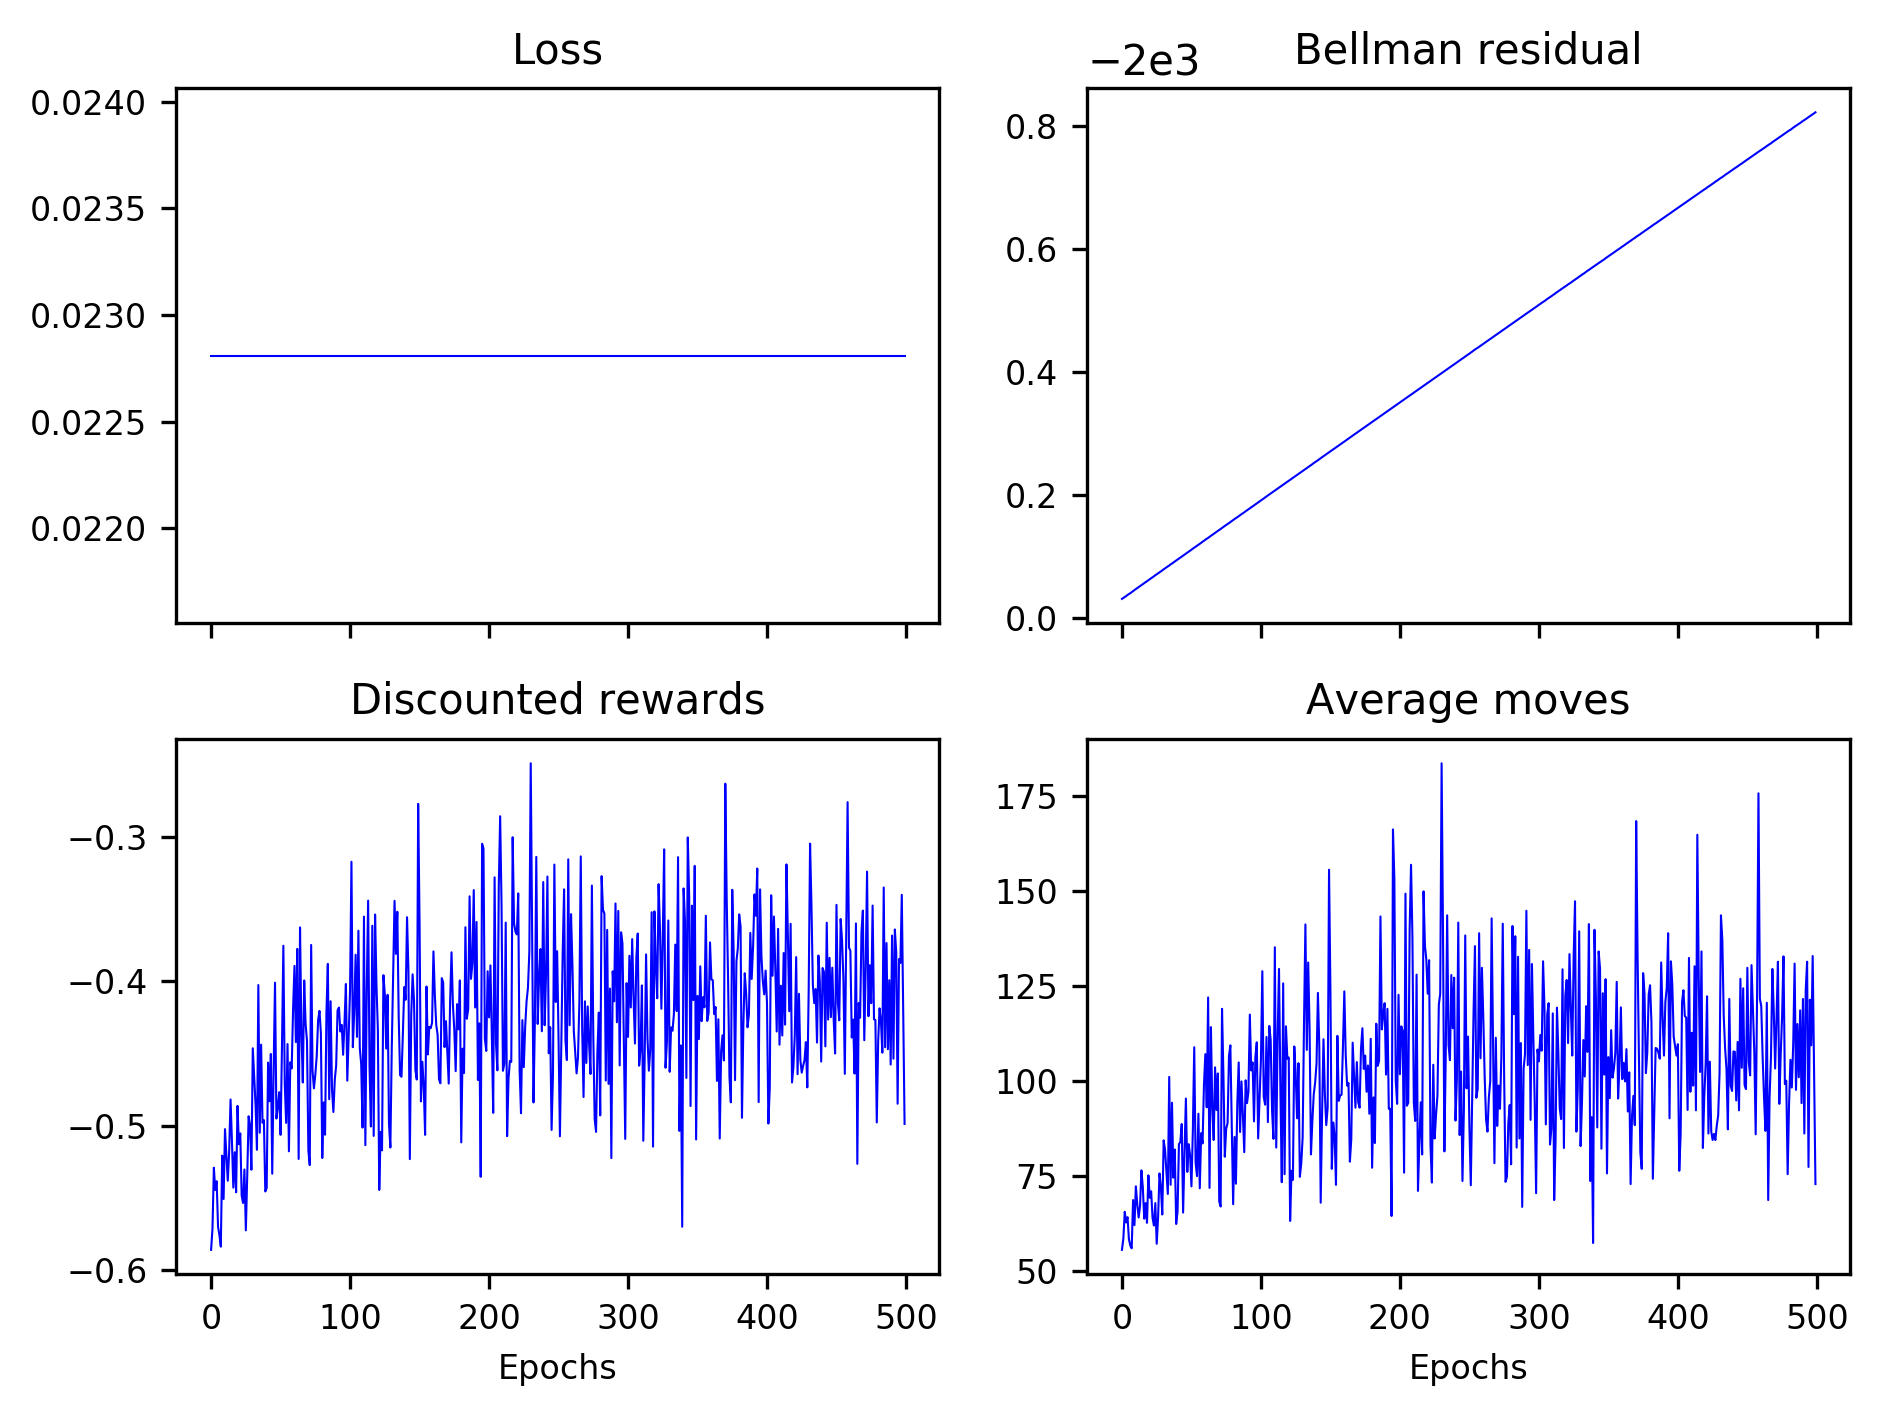 Loss
0.0240
0.0235
0.0230
0.0225
0.0220
Bellman residual
−2e3
0.8
0.6
0.4
0.2
0.0
Discounted rewards
−0.3
−0.4
−0.5
−0.6
0 100 200 300 400 500
Epochs
Average moves
175
150
125
100
75
50
0 100 200 300 400 500
Epochs